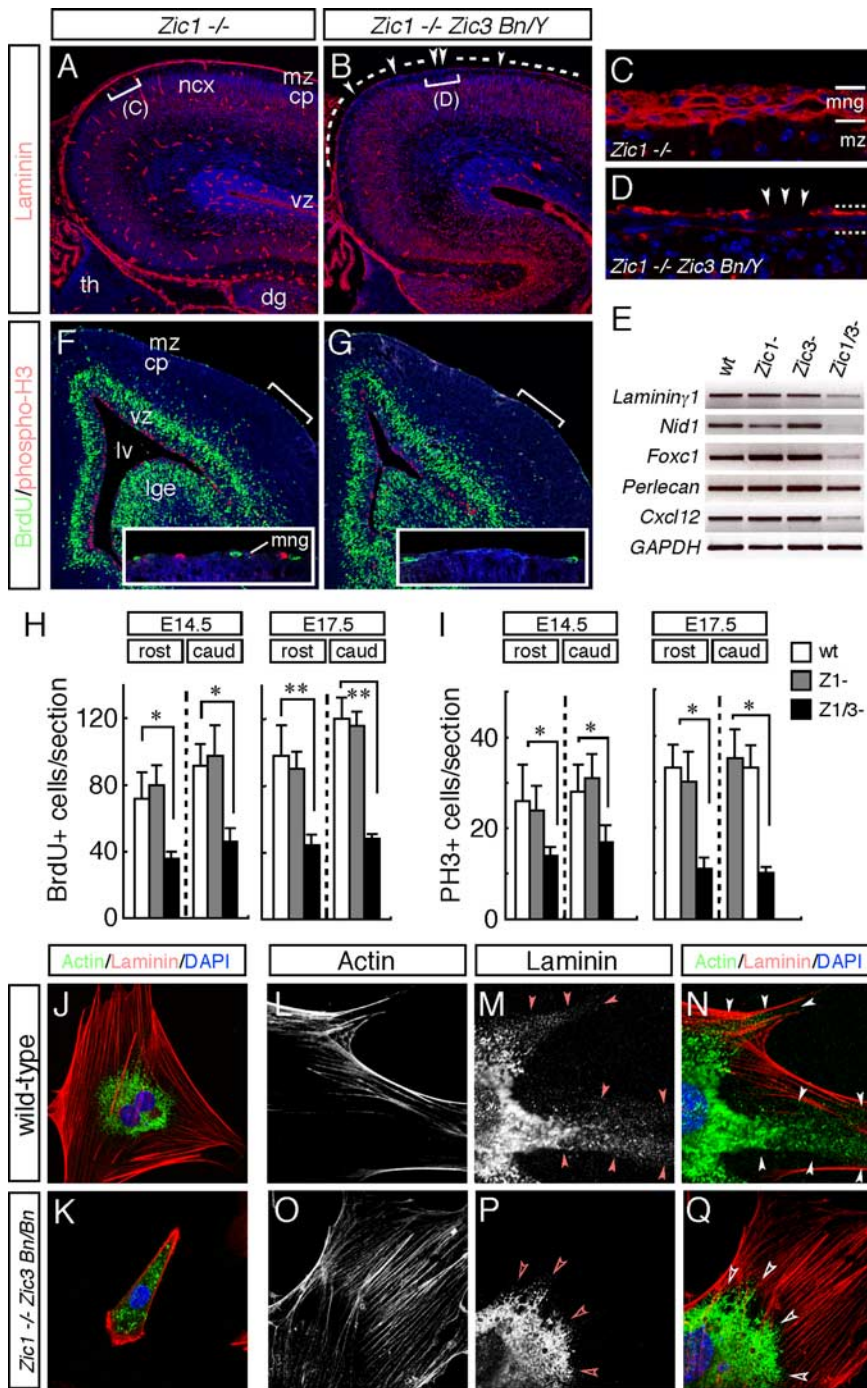 Zic1 -/-
Zic1 -/- Zic3 Bn/Y
Laminin
A
ncx
(C)
vz
th
dg
B
mz
cp
(D)
C
mng
mz
Zic1 -/-
D
Zic1 -/- Zic3 Bn/Y
E
wt
Zic1-
Zic3-
Zic1/3-
Lamininγ1
Nid1
Foxc1
Perlecan
Cxcl12
GAPDH
BrdU/phospho-H3
F
mz
cp
vz
lv
lge
mng
G
H
E14.5
E17.5
rost
caud
rost
caud
BrdU+ cells/section
120
80
40
0
*
*
**
**
I
E14.5
E17.5
rost
caud
rost
caud
PH3+ cells/section
40
20
0
*
*
*
*
wt
Z1-
Z1/3-
Actin/Laminin/DAPI
Actin
Laminin
Actin/Laminin/DAPI
wild-type
J
L
M
N
Zic1 -/- Zic3 Bn/Bn
K
O
P
Q